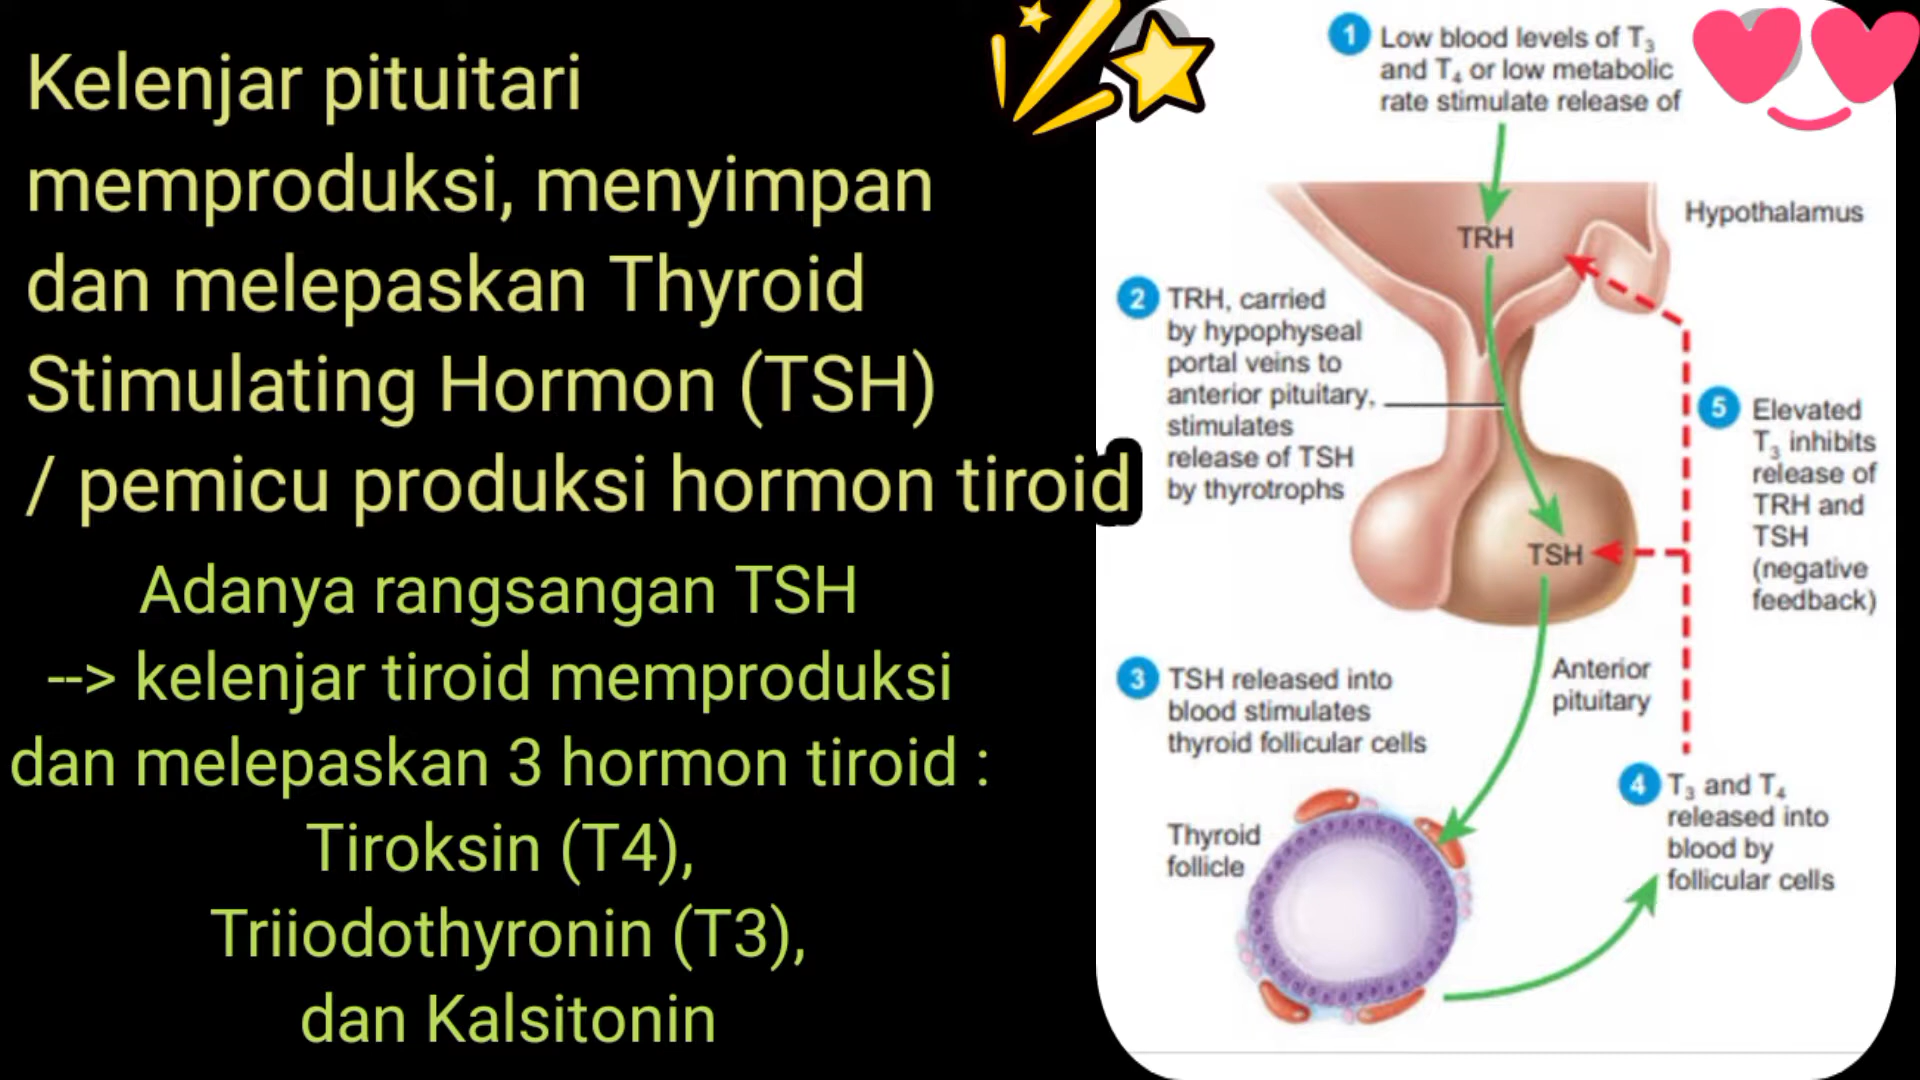 Kelenjar pituitari
memproduksi, menyimpan
dan melepaskan Thyroid
Stimulating Hormon (TSH)
/ pemicu produksi hormon tiroid
Adanya rangsangan TSH
--> kelenjar tiroid memproduksi
dan melepaskan 3 hormon tiroid :
Tiroksin (T4),
Triiodothyronin (T3),
dan Kalsitonin
1 Low blood levels of T₃
and T₄ or low metabolic
rate stimulate release of
TRH
Hypothalamus
2 TRH, carried
by hypophyseal
portal veins to
anterior pituitary,
stimulates
release of TSH
by thyrotrophs
5 Elevated
T₃ inhibits
release of
TRH and
TSH
(negative
feedback)
TSH
Anterior
pituitary
3 TSH released into
blood stimulates
thyroid follicular cells
4 T₃ and T₄
released into
blood by
follicular cells
Thyroid
follicle